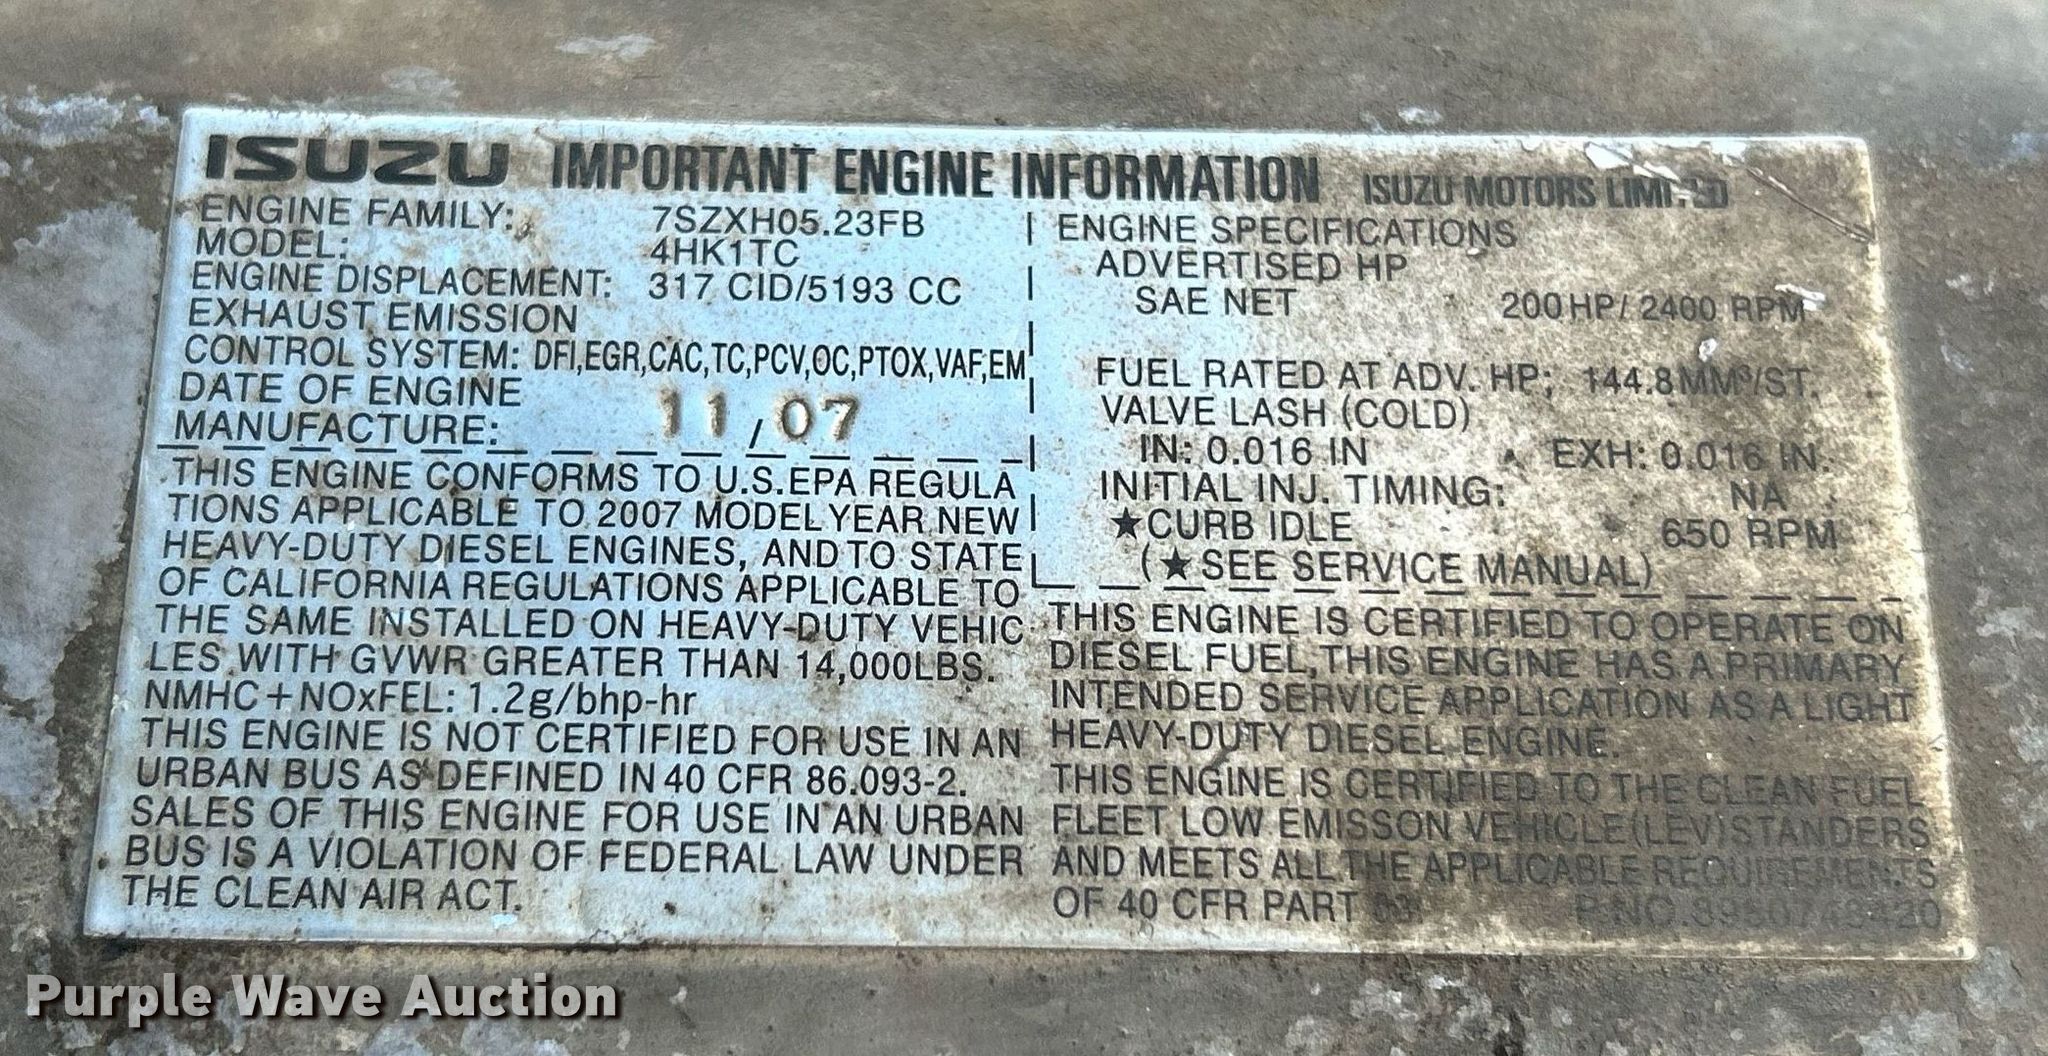 ISUZU IMPORTANT ENGINE INFORMATION ISUZU MOTORS LIMITED
ENGINE FAMILY: 7SZXH05.23FB
MODEL: 4HK1TC
ENGINE DISPLACEMENT: 317 CID/5193 CC
EXHAUST EMISSION
CONTROL SYSTEM: DFI,EGR,CAC,TC,PCV,OC,PTOX,VAF,EM
DATE OF ENGINE
MANUFACTURE: 11/07
THIS ENGINE CONFORMS TO U.S.EPA REGULA
TIONS APPLICABLE TO 2007 MODEL YEAR NEW
HEAVY-DUTY DIESEL ENGINES, AND TO STATE
OF CALIFORNIA REGULATIONS APPLICABLE TO
THE SAME INSTALLED ON HEAVY-DUTY VEHIC
LES WITH GVWR GREATER THAN 14,000LBS.
NMHC+NOxFEL: 1.2g/bhp-hr
THIS ENGINE IS NOT CERTIFIED FOR USE IN AN
URBAN BUS AS DEFINED IN 40 CFR 86.093-2.
SALES OF THIS ENGINE FOR USE IN AN URBAN
BUS IS A VIOLATION OF FEDERAL LAW UNDER
THE CLEAN AIR ACT.
ENGINE SPECIFICATIONS
ADVERTISED HP
SAE NET 200HP/2400 RPM
FUEL RATED AT ADV. HP; 144.8MM³/ST.
VALVE LASH (COLD)
IN: 0.016 IN EXH: 0.016 IN.
INITIAL INJ. TIMING: NA
★CURB IDLE 650 RPM
(★SEE SERVICE MANUAL)
THIS ENGINE IS CERTIFIED TO OPERATE ON
DIESEL FUEL, THIS ENGINE HAS A PRIMARY
INTENDED SERVICE APPLICATION AS A LIGHT
HEAVY-DUTY DIESEL ENGINE.
THIS ENGINE IS CERTIFIED TO THE CLEAN FUEL
FLEET LOW EMISSON VEHICLE(LEV)STANDERS
AND MEETS ALL THE APPLICABLE REQUIREMENTS
OF 40 CFR PART P.NO.
Purple Wave Auction